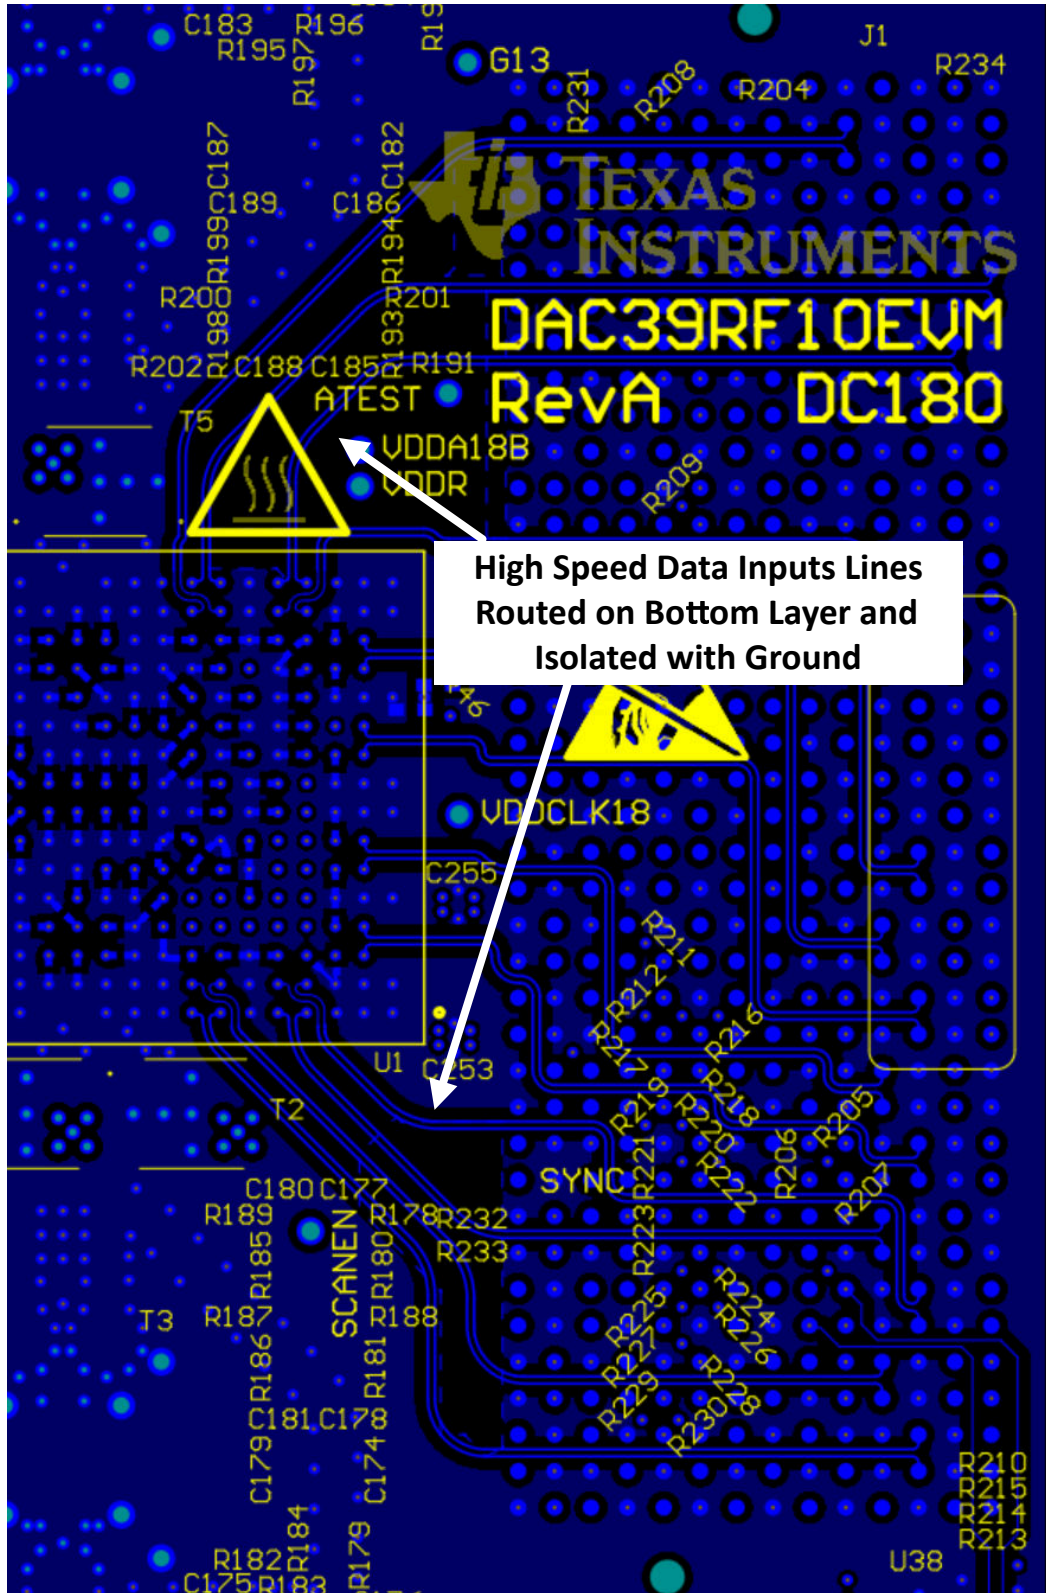 C183
R196
R195
R197
G13
J1
R231
R208
R204
R234
C187
C182
TEXAS
INSTRUMENTS
C189
C186
R199
R194
R200
R201
R198
R193
DAC39RF10EVM
R202
C188
C185
R191
ATEST
RevA DC180
T5
VDDA18B
VDDR
R209
High Speed Data Inputs Lines
Routed on Bottom Layer and
Isolated with Ground
VDDCLK18
C255
R211
R212
R216
R217
U1
C253
R218
R219
R205
T2
R220
R206
SYNC
R221
R222
R207
C180
C177
R189
R178
R232
R233
R223
R185
R180
SCANEN
R224
T3
R187
R188
R225
R226
R186
R181
R227
R228
R229
C181
C178
R230
C179
C174
R210
R215
R214
R213
R184
R179
R182
U38
C175
R183